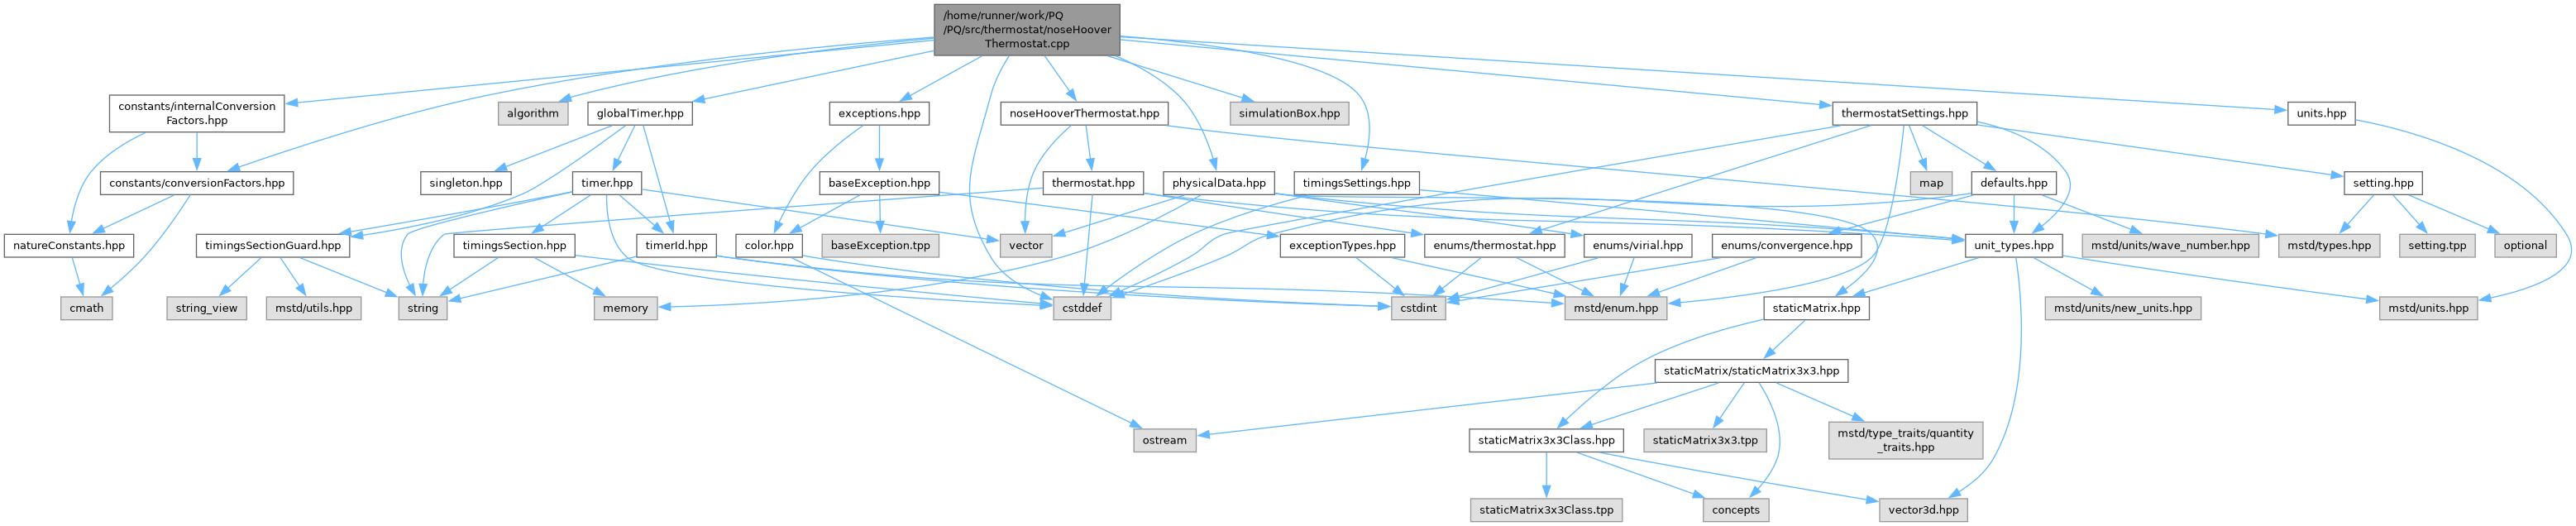 /home/runner/work/PQ
/PQ/src/thermostat/noseHoover
Thermostat.cpp
constants/internalConversion
Factors.hpp
algorithm
globalTimer.hpp
exceptions.hpp
noseHooverThermostat.hpp
simulationBox.hpp
thermostatSettings.hpp
units.hpp
constants/conversionFactors.hpp
singleton.hpp
timer.hpp
baseException.hpp
thermostat.hpp
physicalData.hpp
timingsSettings.hpp
map
defaults.hpp
setting.hpp
natureConstants.hpp
timingsSectionGuard.hpp
timingsSection.hpp
timerId.hpp
color.hpp
baseException.tpp
vector
exceptionTypes.hpp
enums/thermostat.hpp
enums/virial.hpp
enums/convergence.hpp
unit_types.hpp
mstd/units/wave_number.hpp
mstd/types.hpp
setting.tpp
optional
cmath
string_view
mstd/utils.hpp
string
memory
cstddef
cstdint
mstd/enum.hpp
staticMatrix.hpp
mstd/units/new_units.hpp
mstd/units.hpp
staticMatrix/staticMatrix3x3.hpp
ostream
staticMatrix3x3Class.hpp
staticMatrix3x3.tpp
mstd/type_traits/quantity
_traits.hpp
staticMatrix3x3Class.tpp
concepts
vector3d.hpp